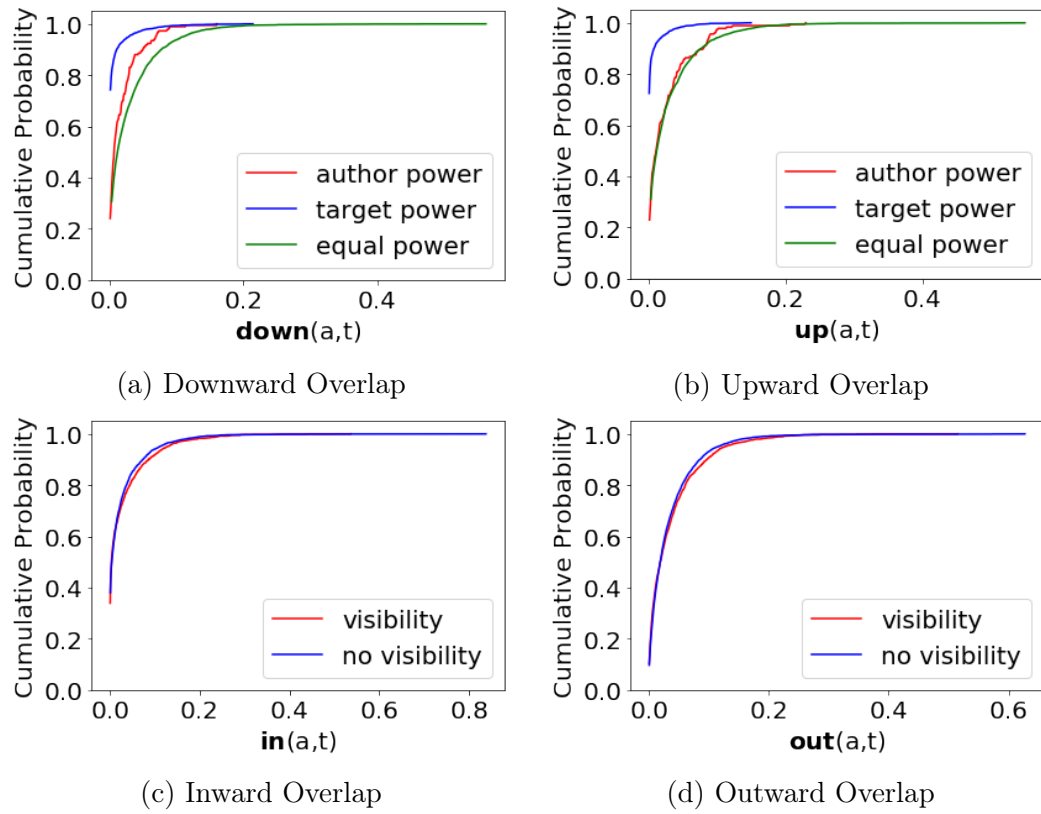 Cumulative Probability
1.0
0.8
0.6
0.4
0.2
0.0
author power
target power
equal power
0.0 0.2 0.4
down(a,t)
(a) Downward Overlap
Cumulative Probability
1.0
0.8
0.6
0.4
0.2
0.0
author power
target power
equal power
0.0 0.2 0.4
up(a,t)
(b) Upward Overlap
Cumulative Probability
1.0
0.8
0.6
0.4
0.2
0.0
visibility
no visibility
0.0 0.2 0.4 0.6 0.8
in(a,t)
(c) Inward Overlap
Cumulative Probability
1.0
0.8
0.6
0.4
0.2
0.0
visibility
no visibility
0.0 0.2 0.4 0.6
out(a,t)
(d) Outward Overlap